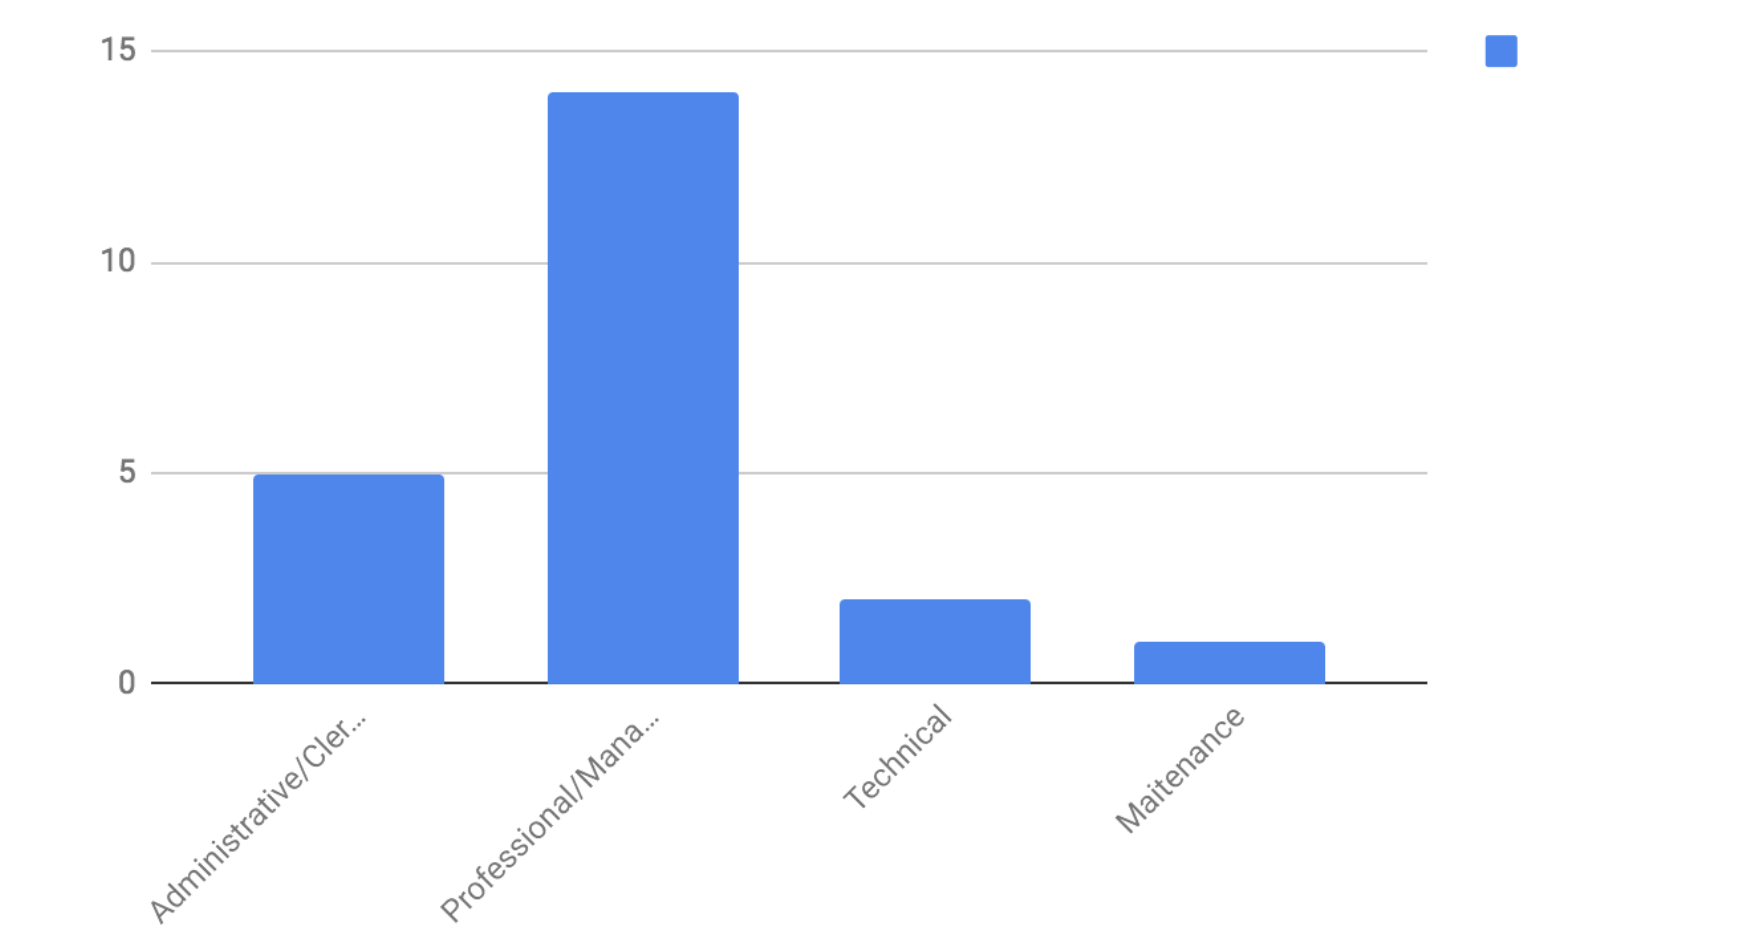 15
10
5
0
Administrative/Cler...
Professional/Mana...
Technical
Maitenance